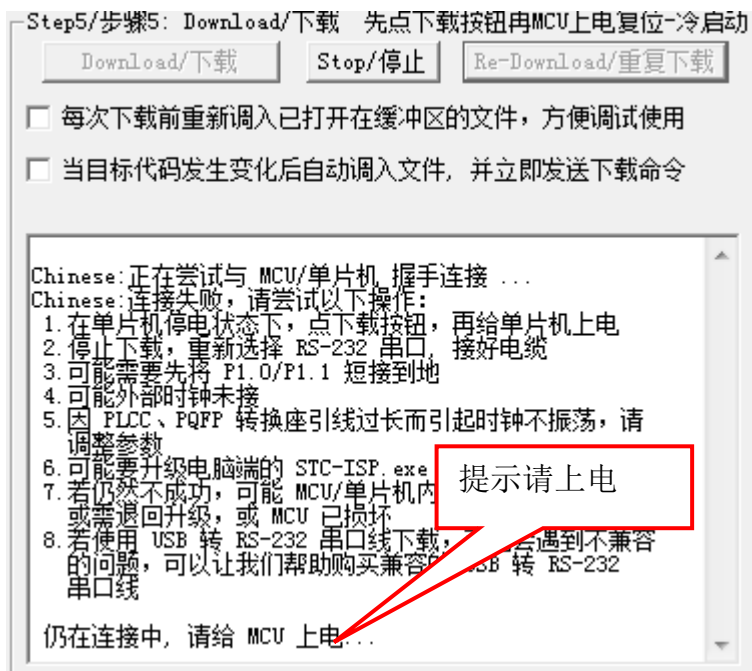 Step5/步骤5: Download/下载 先点下载按钮再MCU上电复位-冷启动
Download/下载 Stop/停止 Re-Download/重复下载
每次下载前重新调入已打开在缓冲区的文件，方便调试使用
当目标代码发生变化后自动调入文件, 并立即发送下载命令
Chinese:正在尝试与 MCU/单片机 握手连接 ...
Chinese:连接失败，请尝试以下操作：
1.在单片机停电状态下，点下载按钮，再给单片机上电
2.停止下载，重新选择 RS-232 串口, 接好电缆
3.可能需要先将 P1.0/P1.1 短接到地
4.可能外部时钟未接
5.因 PLCC、PQFP 转换座引线过长而引起时钟不振荡，请
调整参数
6.可能要升级电脑端的 STC-ISP.exe
7.若仍然不成功，可能 MCU/单片机内
或需退回升级，或 MCU 已损坏
8.若使用 USB 转 RS-232 串口线下载，会遇到不兼容
的问题，可以让我们帮助购买兼容的 USB 转 RS-232
串口线
仍在连接中, 请给 MCU 上电...
提示请上电